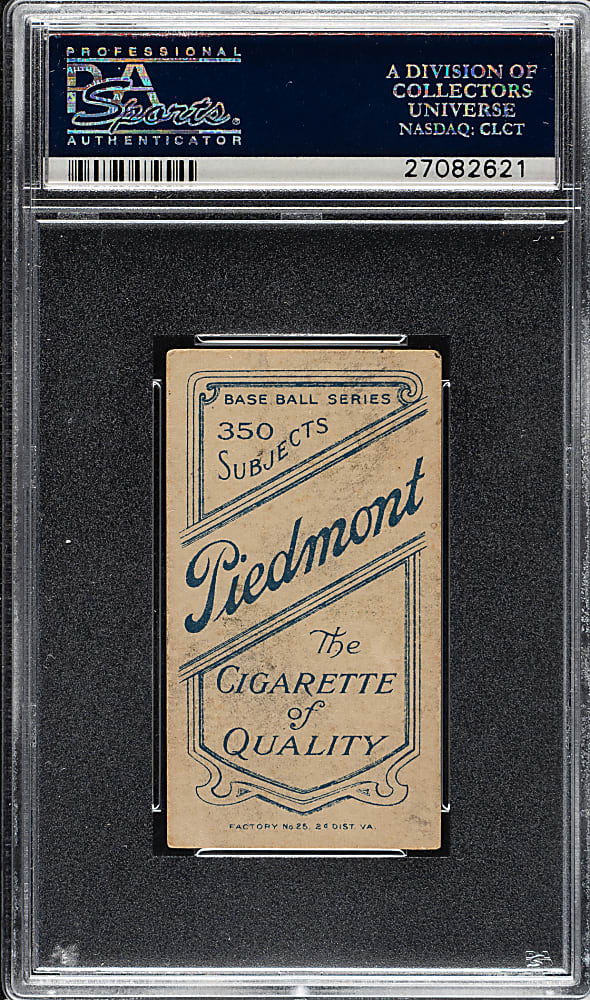 PROFESSIONAL
PSA
Sports.
AUTHENTICATOR
A DIVISION OF
COLLECTORS
UNIVERSE
NASDAQ: CLCT
27082621
BASE BALL SERIES
350
SUBJECTS
Piedmont
The
CIGARETTE
of
QUALITY
FACTORY No 25. 2d DIST. VA.